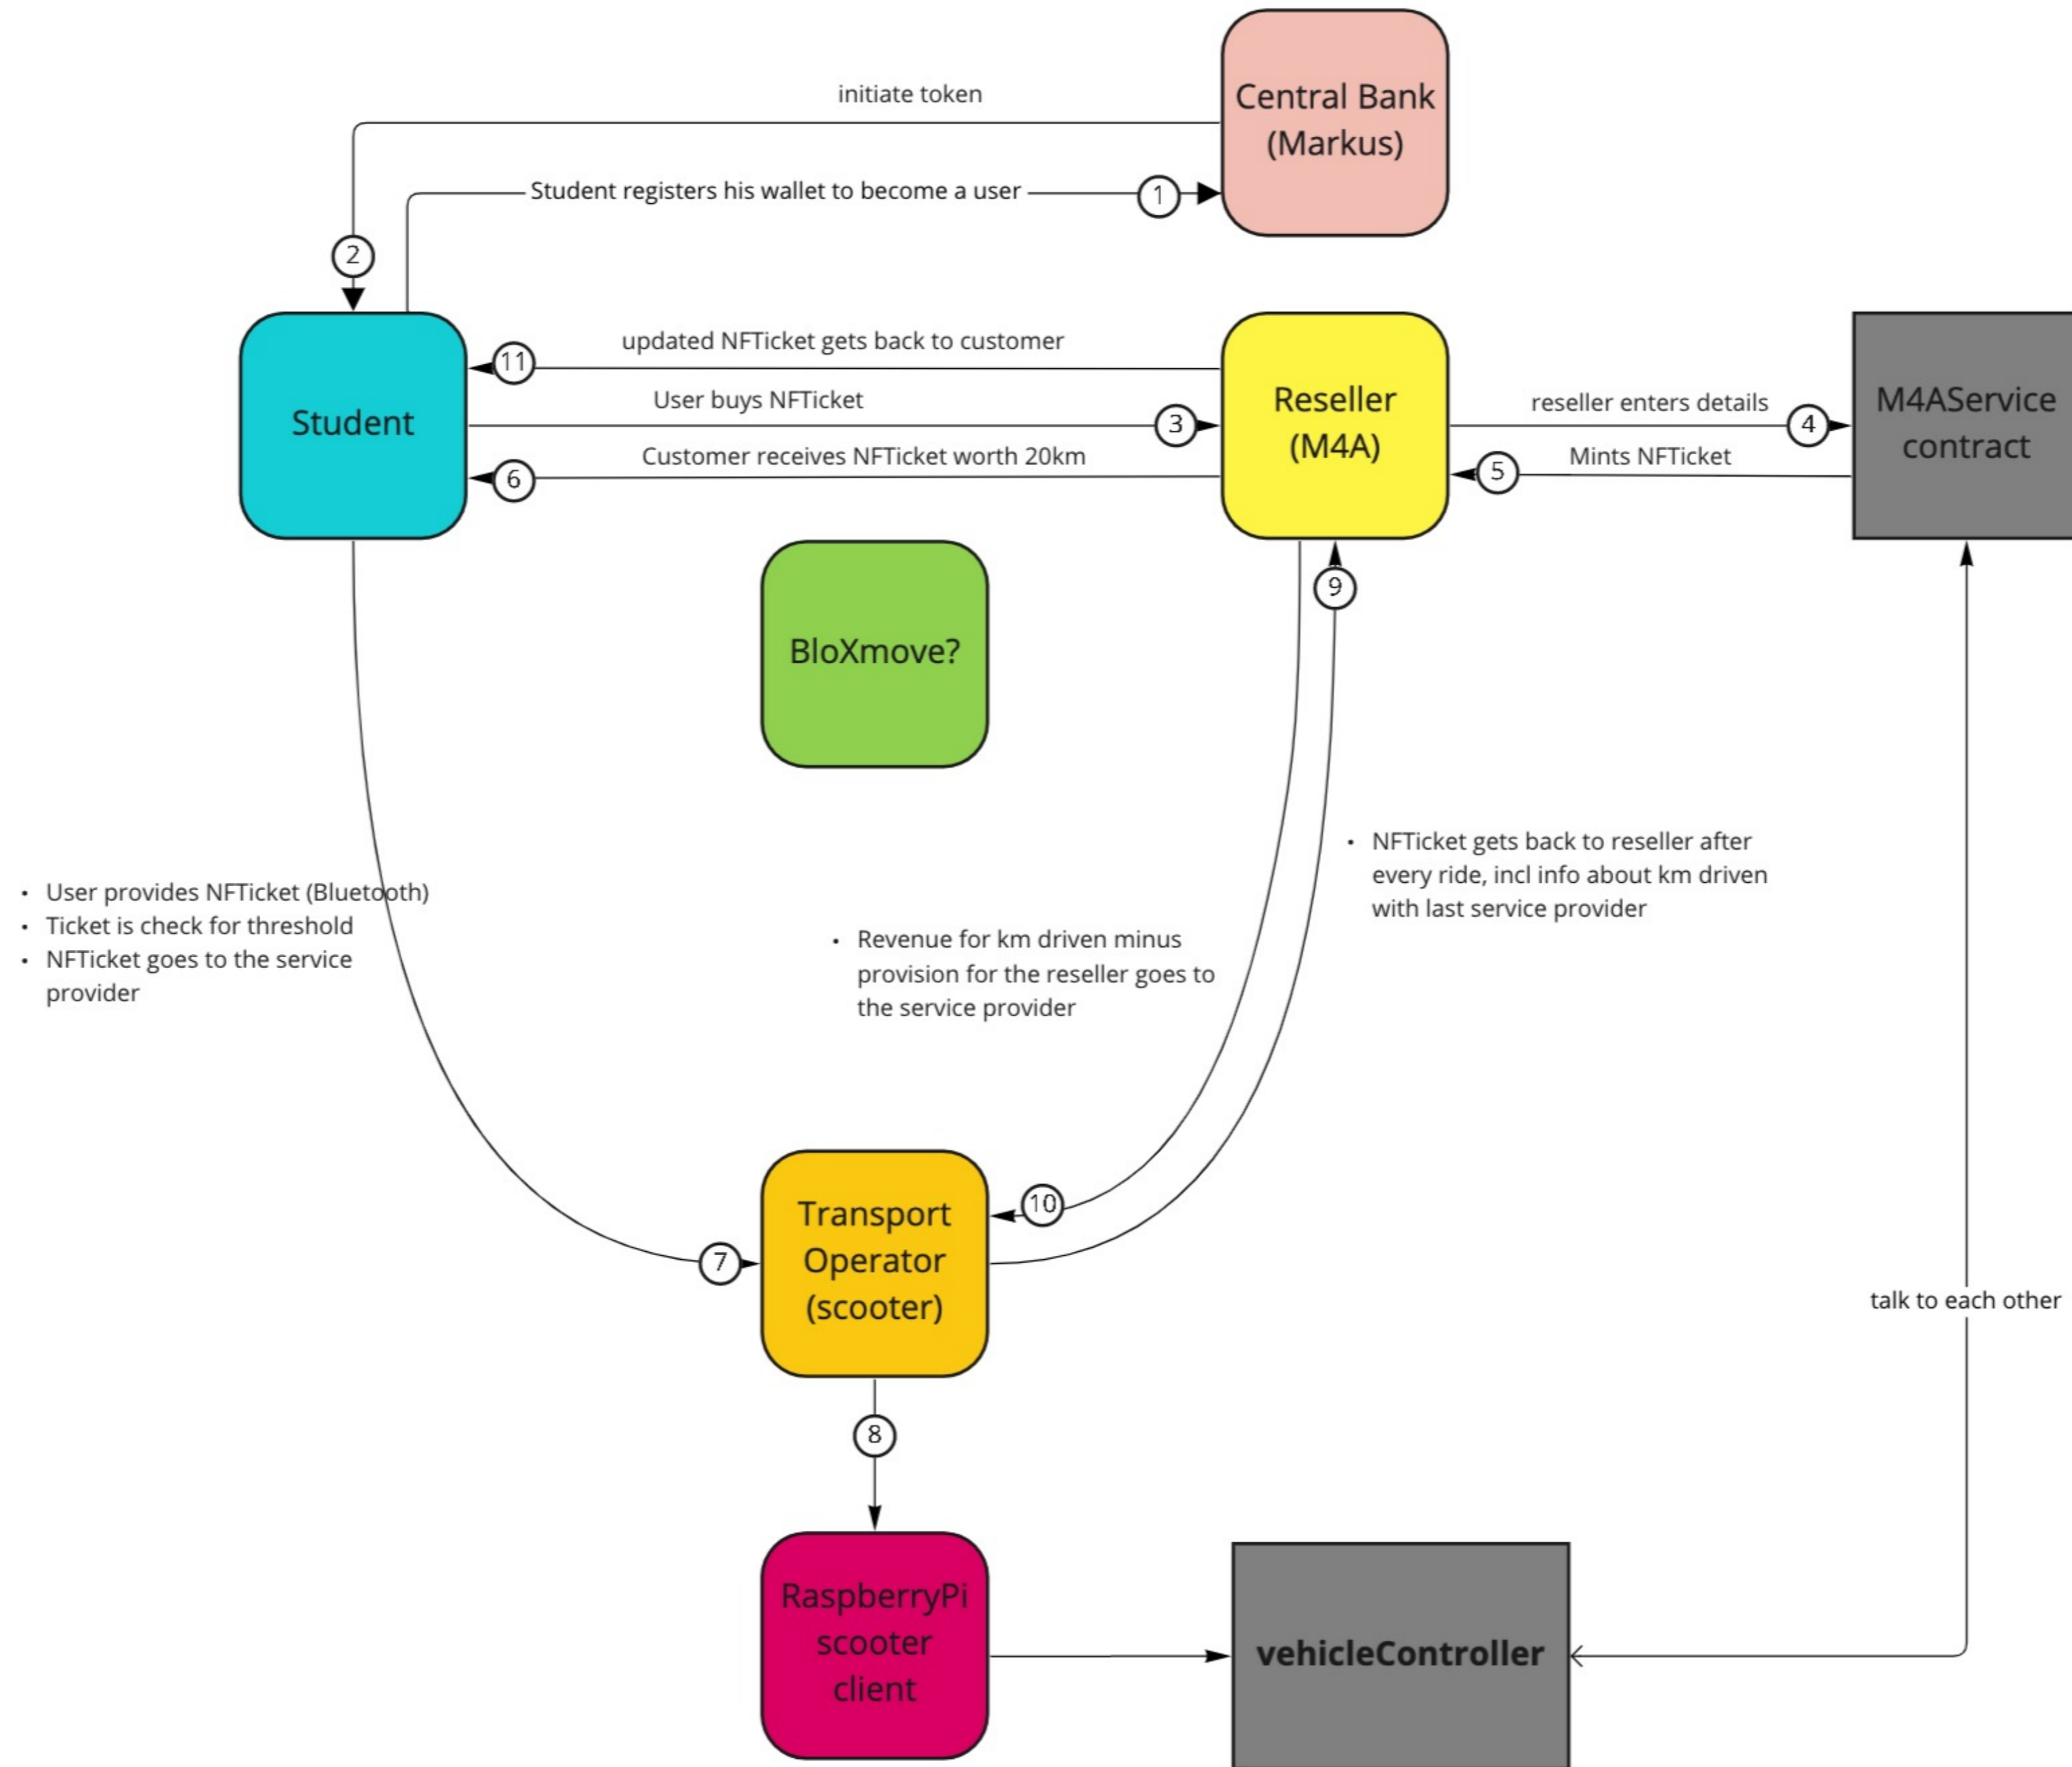 initiate token
Central Bank
(Markus)
Student registers his wallet to become a user
1
2
Student
updated NFTicket gets back to customer
11
User buys NFTicket
3
Customer receives NFTicket worth 20km
6
Reseller
(M4A)
reseller enters details
4
Mints NFTicket
5
M4AService
contract
9
BloXmove?
• User provides NFTicket (Bluetooth)
• Ticket is check for threshold
• NFTicket goes to the service
provider
• Revenue for km driven minus
provision for the reseller goes to
the service provider
• NFTicket gets back to reseller after
every ride, incl info about km driven
with last service provider
10
7
Transport
Operator
(scooter)
talk to each other
8
RaspberryPi
scooter
client
vehicleController